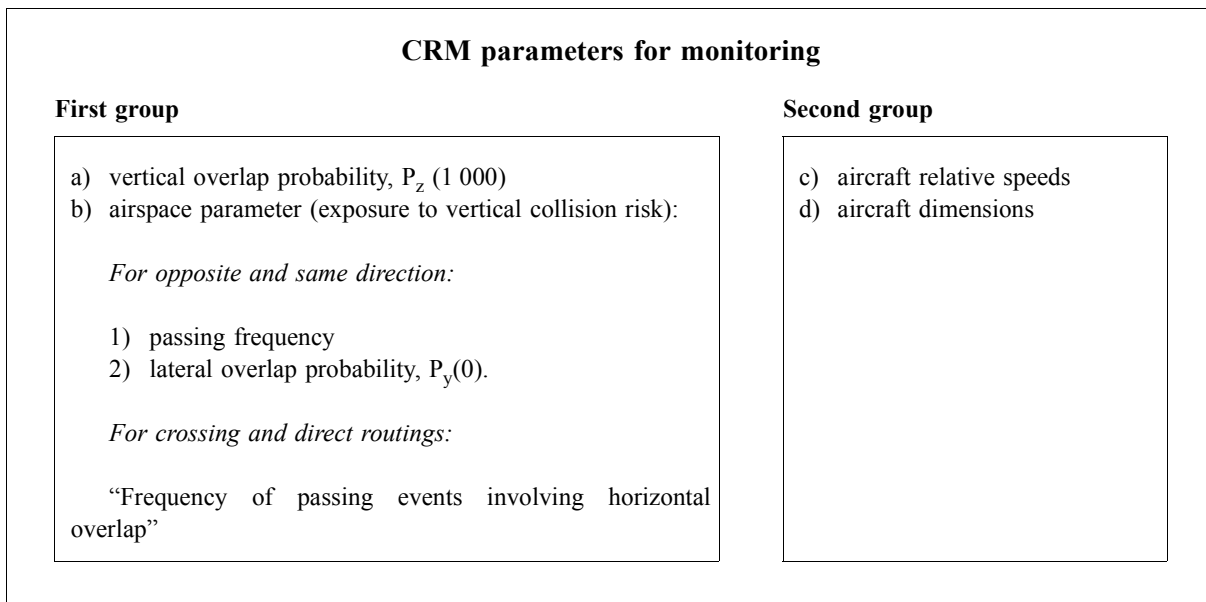 CRM parameters for monitoring
First group
a) vertical overlap probability, P_z (1 000)
b) airspace parameter (exposure to vertical collision risk):
For opposite and same direction:
1) passing frequency
2) lateral overlap probability, P_y(0).
For crossing and direct routings:
“Frequency of passing events involving horizontal
overlap”
Second group
c) aircraft relative speeds
d) aircraft dimensions